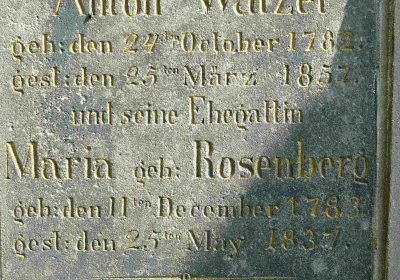 Anton Watzel
geb: den 24ten October 1782.
gest: den 25ten März 1857.
und seine Ehegattin
Maria geb: Rosenberg
geb: den 11ten December 1783.
gest: den 25ten May 1837.